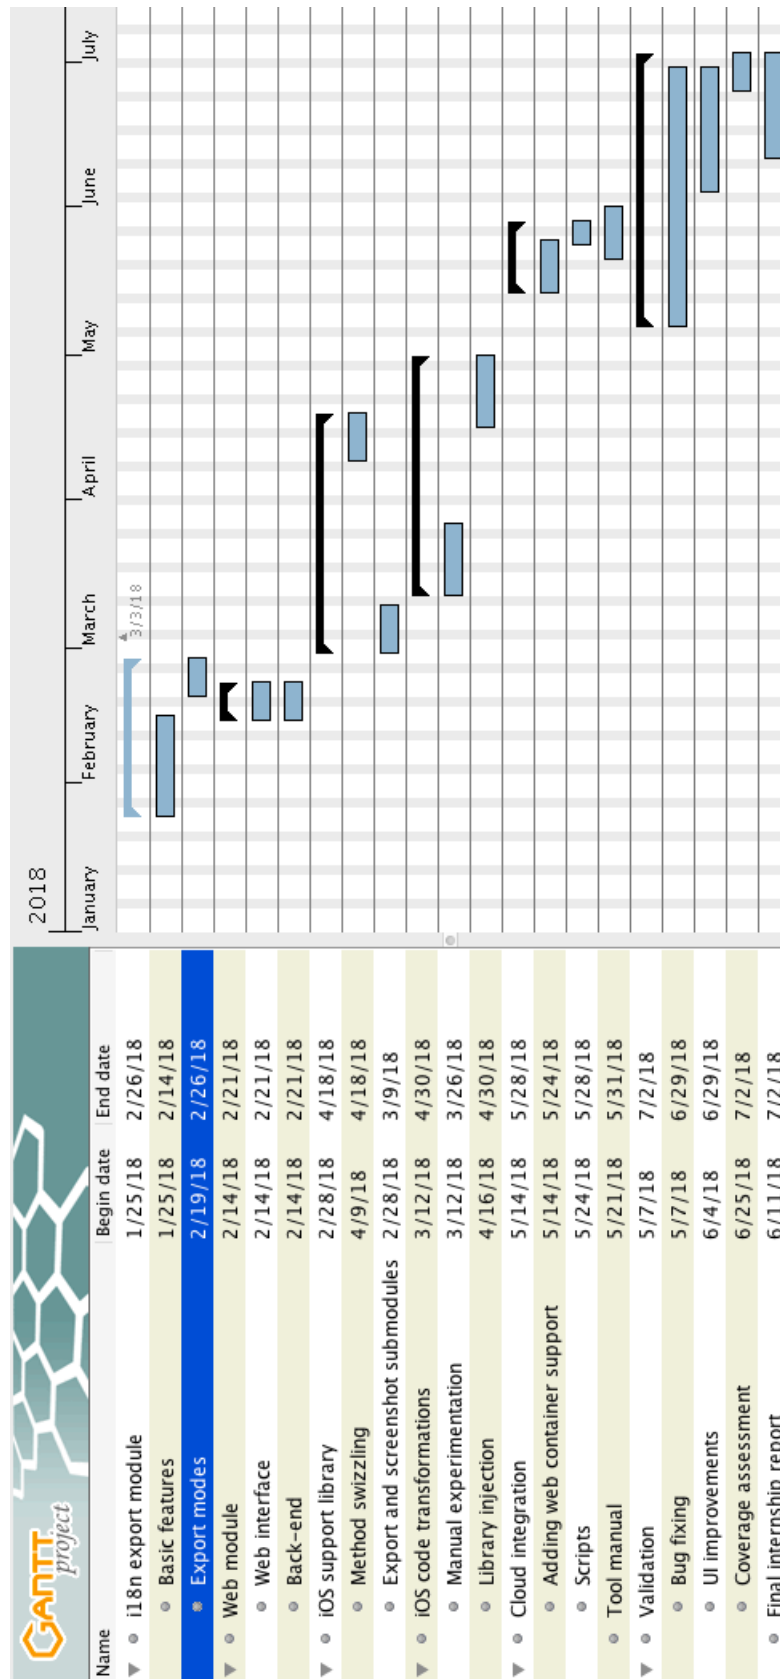 GANTT
project
2018
Name Begin date End date
January February March April May June July
3/3/18
i18n export module 1/25/18 2/26/18
Basic features 1/25/18 2/14/18
Export modes 2/19/18 2/26/18
Web module 2/14/18 2/21/18
Web interface 2/14/18 2/21/18
Back-end 2/14/18 2/21/18
iOS support library 2/28/18 4/18/18
Method swizzling 4/9/18 4/18/18
Export and screenshot submodules 2/28/18 3/9/18
iOS code transformations 3/12/18 4/30/18
Manual experimentation 3/12/18 3/26/18
Library injection 4/16/18 4/30/18
Cloud integration 5/14/18 5/28/18
Adding web container support 5/14/18 5/24/18
Scripts 5/24/18 5/28/18
Tool manual 5/21/18 5/31/18
Validation 5/7/18 7/2/18
Bug fixing 5/7/18 6/29/18
UI improvements 6/4/18 6/29/18
Coverage assessment 6/25/18 7/2/18
Final internship report 6/11/18 7/2/18